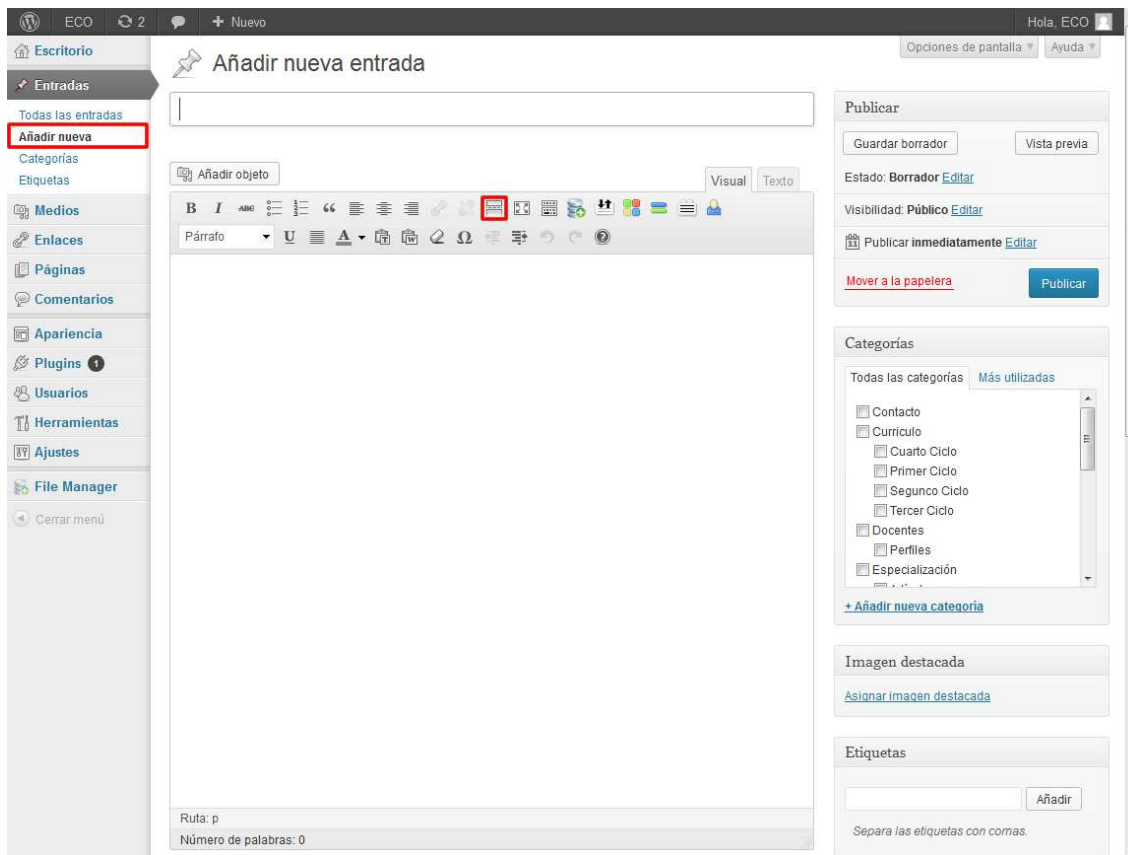 ECO 2 + Nuevo Hola, ECO
Escritorio
Entradas
Todas las entradas
Añadir nueva
Categorías
Etiquetas
Medios
Enlaces
Páginas
Comentarios
Apariencia
Plugins 1
Usuarios
Herramientas
Ajustes
File Manager
Cerrar menú
Opciones de pantalla Ayuda
Añadir nueva entrada
Añadir objeto
Visual Texto
B I ABC
Párrafo U A Ω
Ruta: p
Número de palabras: 0
Publicar
Guardar borrador Vista previa
Estado: Borrador Editar
Visibilidad: Público Editar
Publicar inmediatamente Editar
Mover a la papelera Publicar
Categorías
Todas las categorías Más utilizadas
Contacto
Curriculo
Cuarto Ciclo
Primer Ciclo
Segunco Ciclo
Tercer Ciclo
Docentes
Perfiles
Especialización
+ Añadir nueva categoría
Imagen destacada
Asignar imagen destacada
Etiquetas
Añadir
Separa las etiquetas con comas.